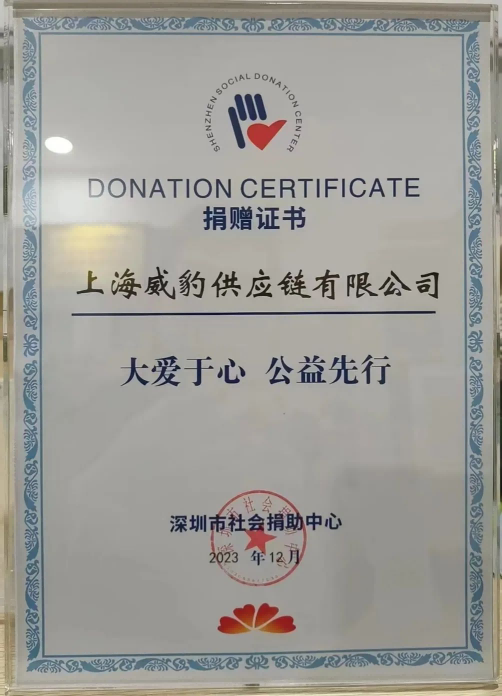 SHENZHEN SOCIAL DONATION CENTER
DONATION CERTIFICATE
捐赠证书
上海威豹供应链有限公司
大爱于心 公益先行
深圳市社会捐助中心
2023 年12月